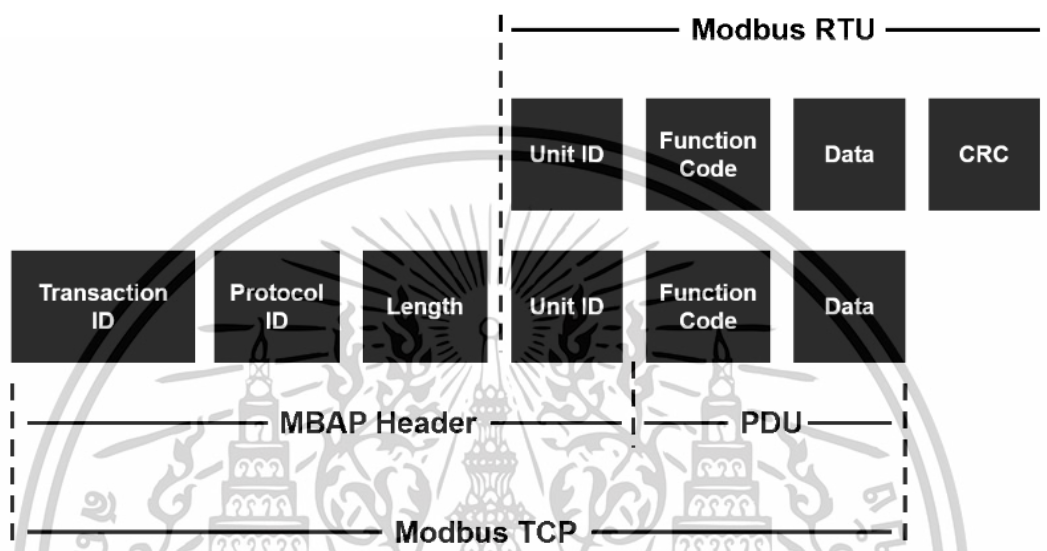 Modbus RTU
Unit ID
Function
Code
Data
CRC
Transaction
ID
Protocol
ID
Length
Unit ID
Function
Code
Data
MBAP Header
PDU
Modbus TCP